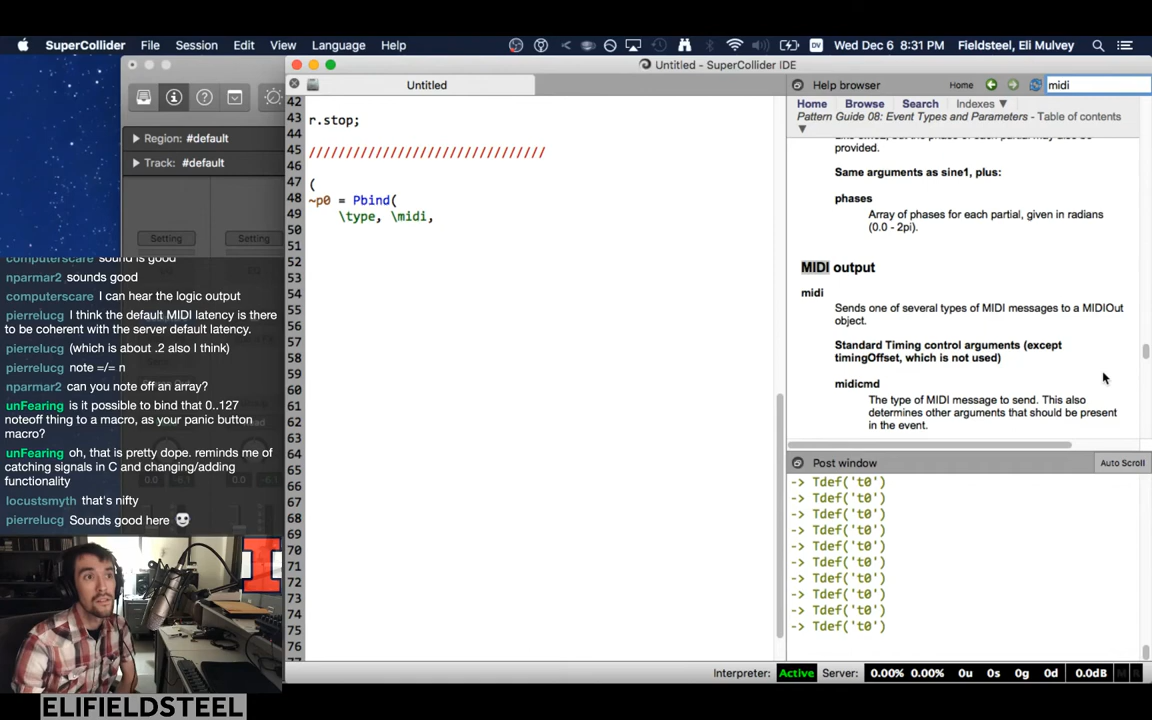 SuperCollider File Session Edit View Language Help
DV Wed Dec 6 8:31 PM Fieldsteel, Eli Mulvey
Untitled - SuperCollider IDE
Untitled
Help browser Home midi
Home Browse Search Indexes ▼
Pattern Guide 08: Event Types and Parameters - Table of contents
▼
Region: #default
Track: #default
Setting Setting
42
43 r.stop;
44
45 ////////////////////////////////
46
47 (
48 ~p0 = Pbind(
49 \type, \midi,
50
51
52
53
54
55
56
57
58
59
60
61
62
63
64
65
66
67
68
69
70
71
72
73
74
75
76
provided.
Same arguments as sine1, plus:
phases
Array of phases for each partial, given in radians
(0.0 - 2pi).
MIDI output
midi
Sends one of several types of MIDI messages to a MIDIOut
object.
Standard Timing control arguments (except
timingOffset, which is not used)
midicmd
The type of MIDI message to send. This also
determines other arguments that should be present
in the event.
Post window Auto Scroll
-> Tdef('t0')
-> Tdef('t0')
-> Tdef('t0')
-> Tdef('t0')
-> Tdef('t0')
-> Tdef('t0')
-> Tdef('t0')
-> Tdef('t0')
-> Tdef('t0')
-> Tdef('t0')
computerscare sound is good
nparmar2 sounds good
computerscare I can hear the logic output
pierrelucg I think the default MIDI latency is there
to be coherent with the server default latency.
pierrelucg (which is about .2 also I think)
pierrelucg note =/= n
nparmar2 can you note off an array?
unFearing is it possible to bind that 0..127
noteoff thing to a macro, as your panic button
macro?
unFearing oh, that is pretty dope. reminds me of
catching signals in C and changing/adding
functionality
locustsmyth that's nifty
pierrelucg Sounds good here
Interpreter: Active Server: 0.00% 0.00% 0u 0s 0g 0d 0.0dB M R
ELIFIELDSTEEL